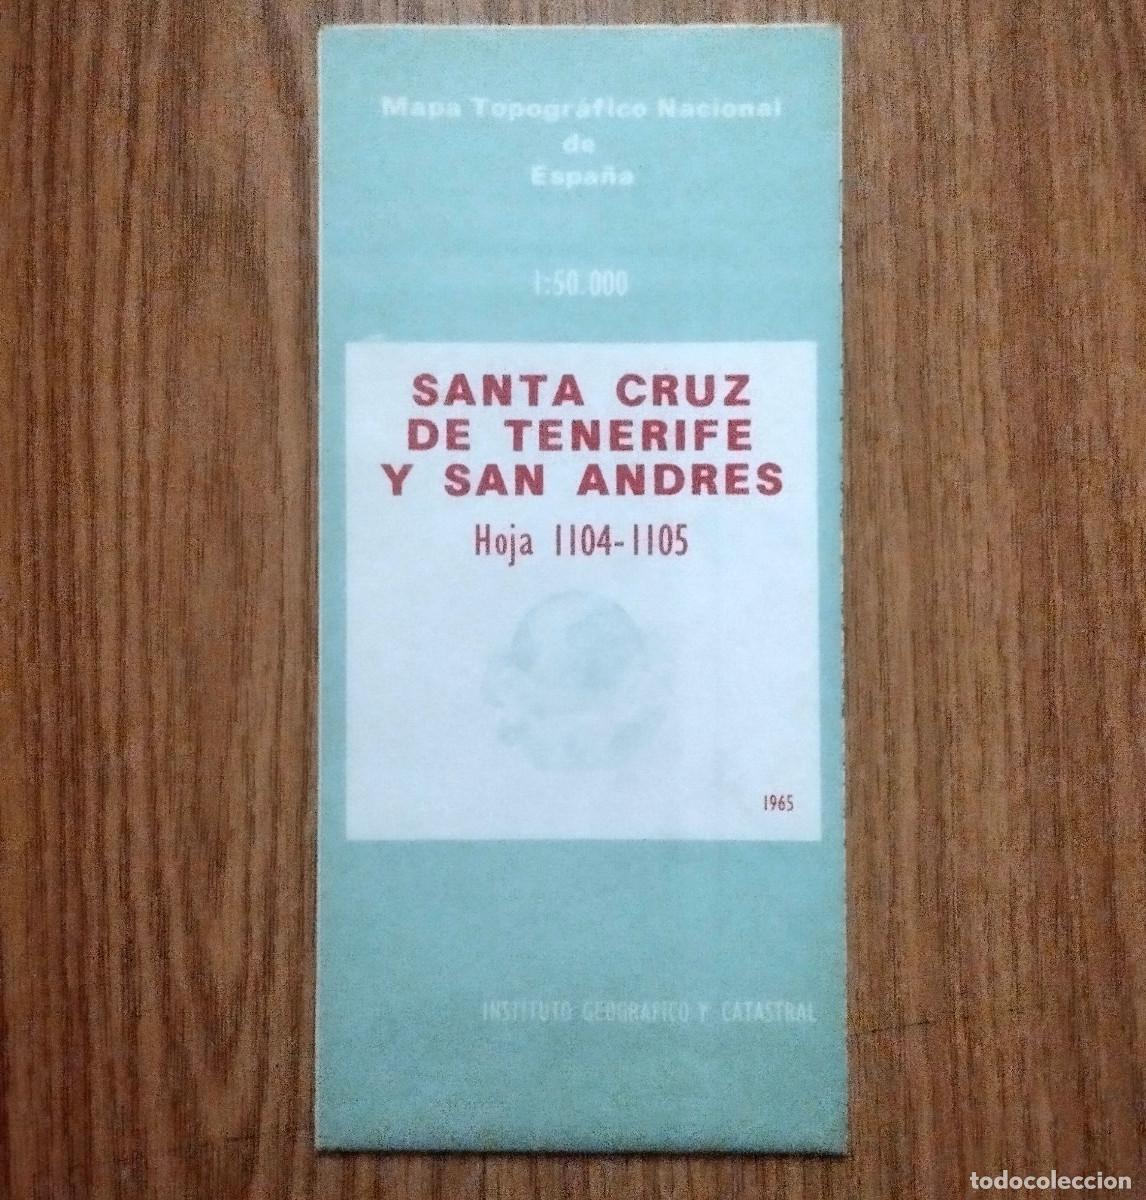 Mapa Topográfico Nacional
de
España
1:50.000
SANTA CRUZ
DE TENERIFE
Y SAN ANDRES
Hoja 1104-1105
1965
INSTITUTO GEOGRAFICO Y CATASTRAL
todocoleccion